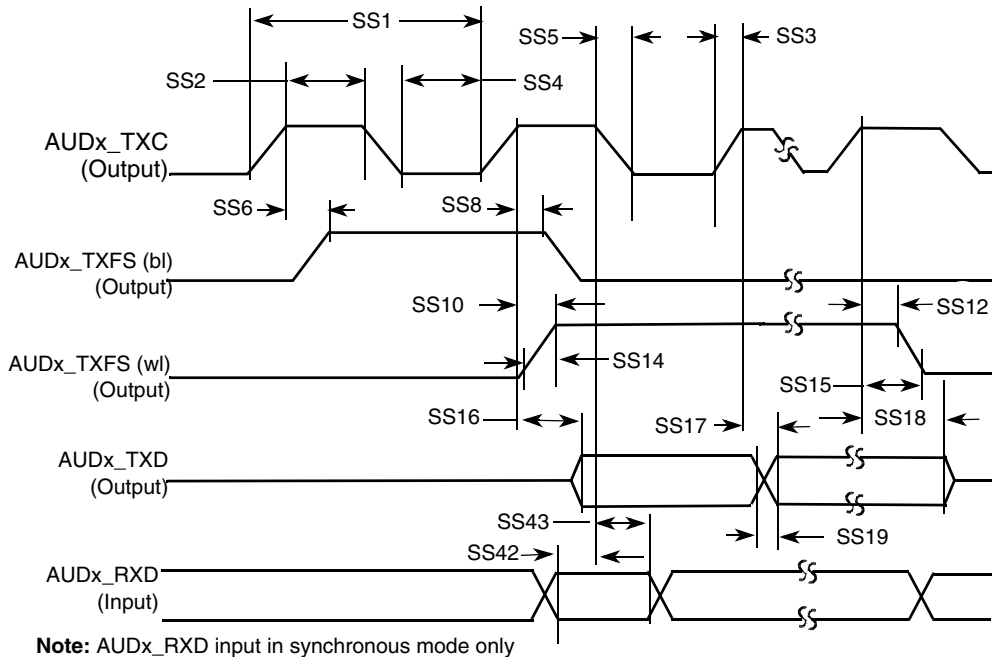 SS1
SS5
SS3
SS2
SS4
AUDx_TXC
(Output)
SS6
SS8
AUDx_TXFS (bl)
(Output)
SS10
SS12
AUDx_TXFS (wl)
(Output)
SS14
SS15
SS16
SS17
SS18
AUDx_TXD
(Output)
SS43
SS19
SS42
AUDx_RXD
(Input)
Note: AUDx_RXD input in synchronous mode only